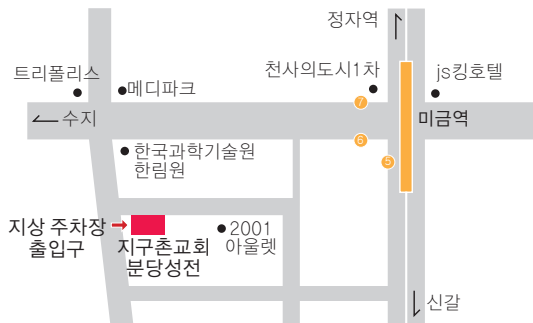 정자역
트리폴리스
메디파크
천사의도시1차
js킹호텔
수지
7
미금역
6
5
한국과학기술원
한림원
지상 주차장
출입구
지구촌교회
분당성전
2001
아울렛
신갈